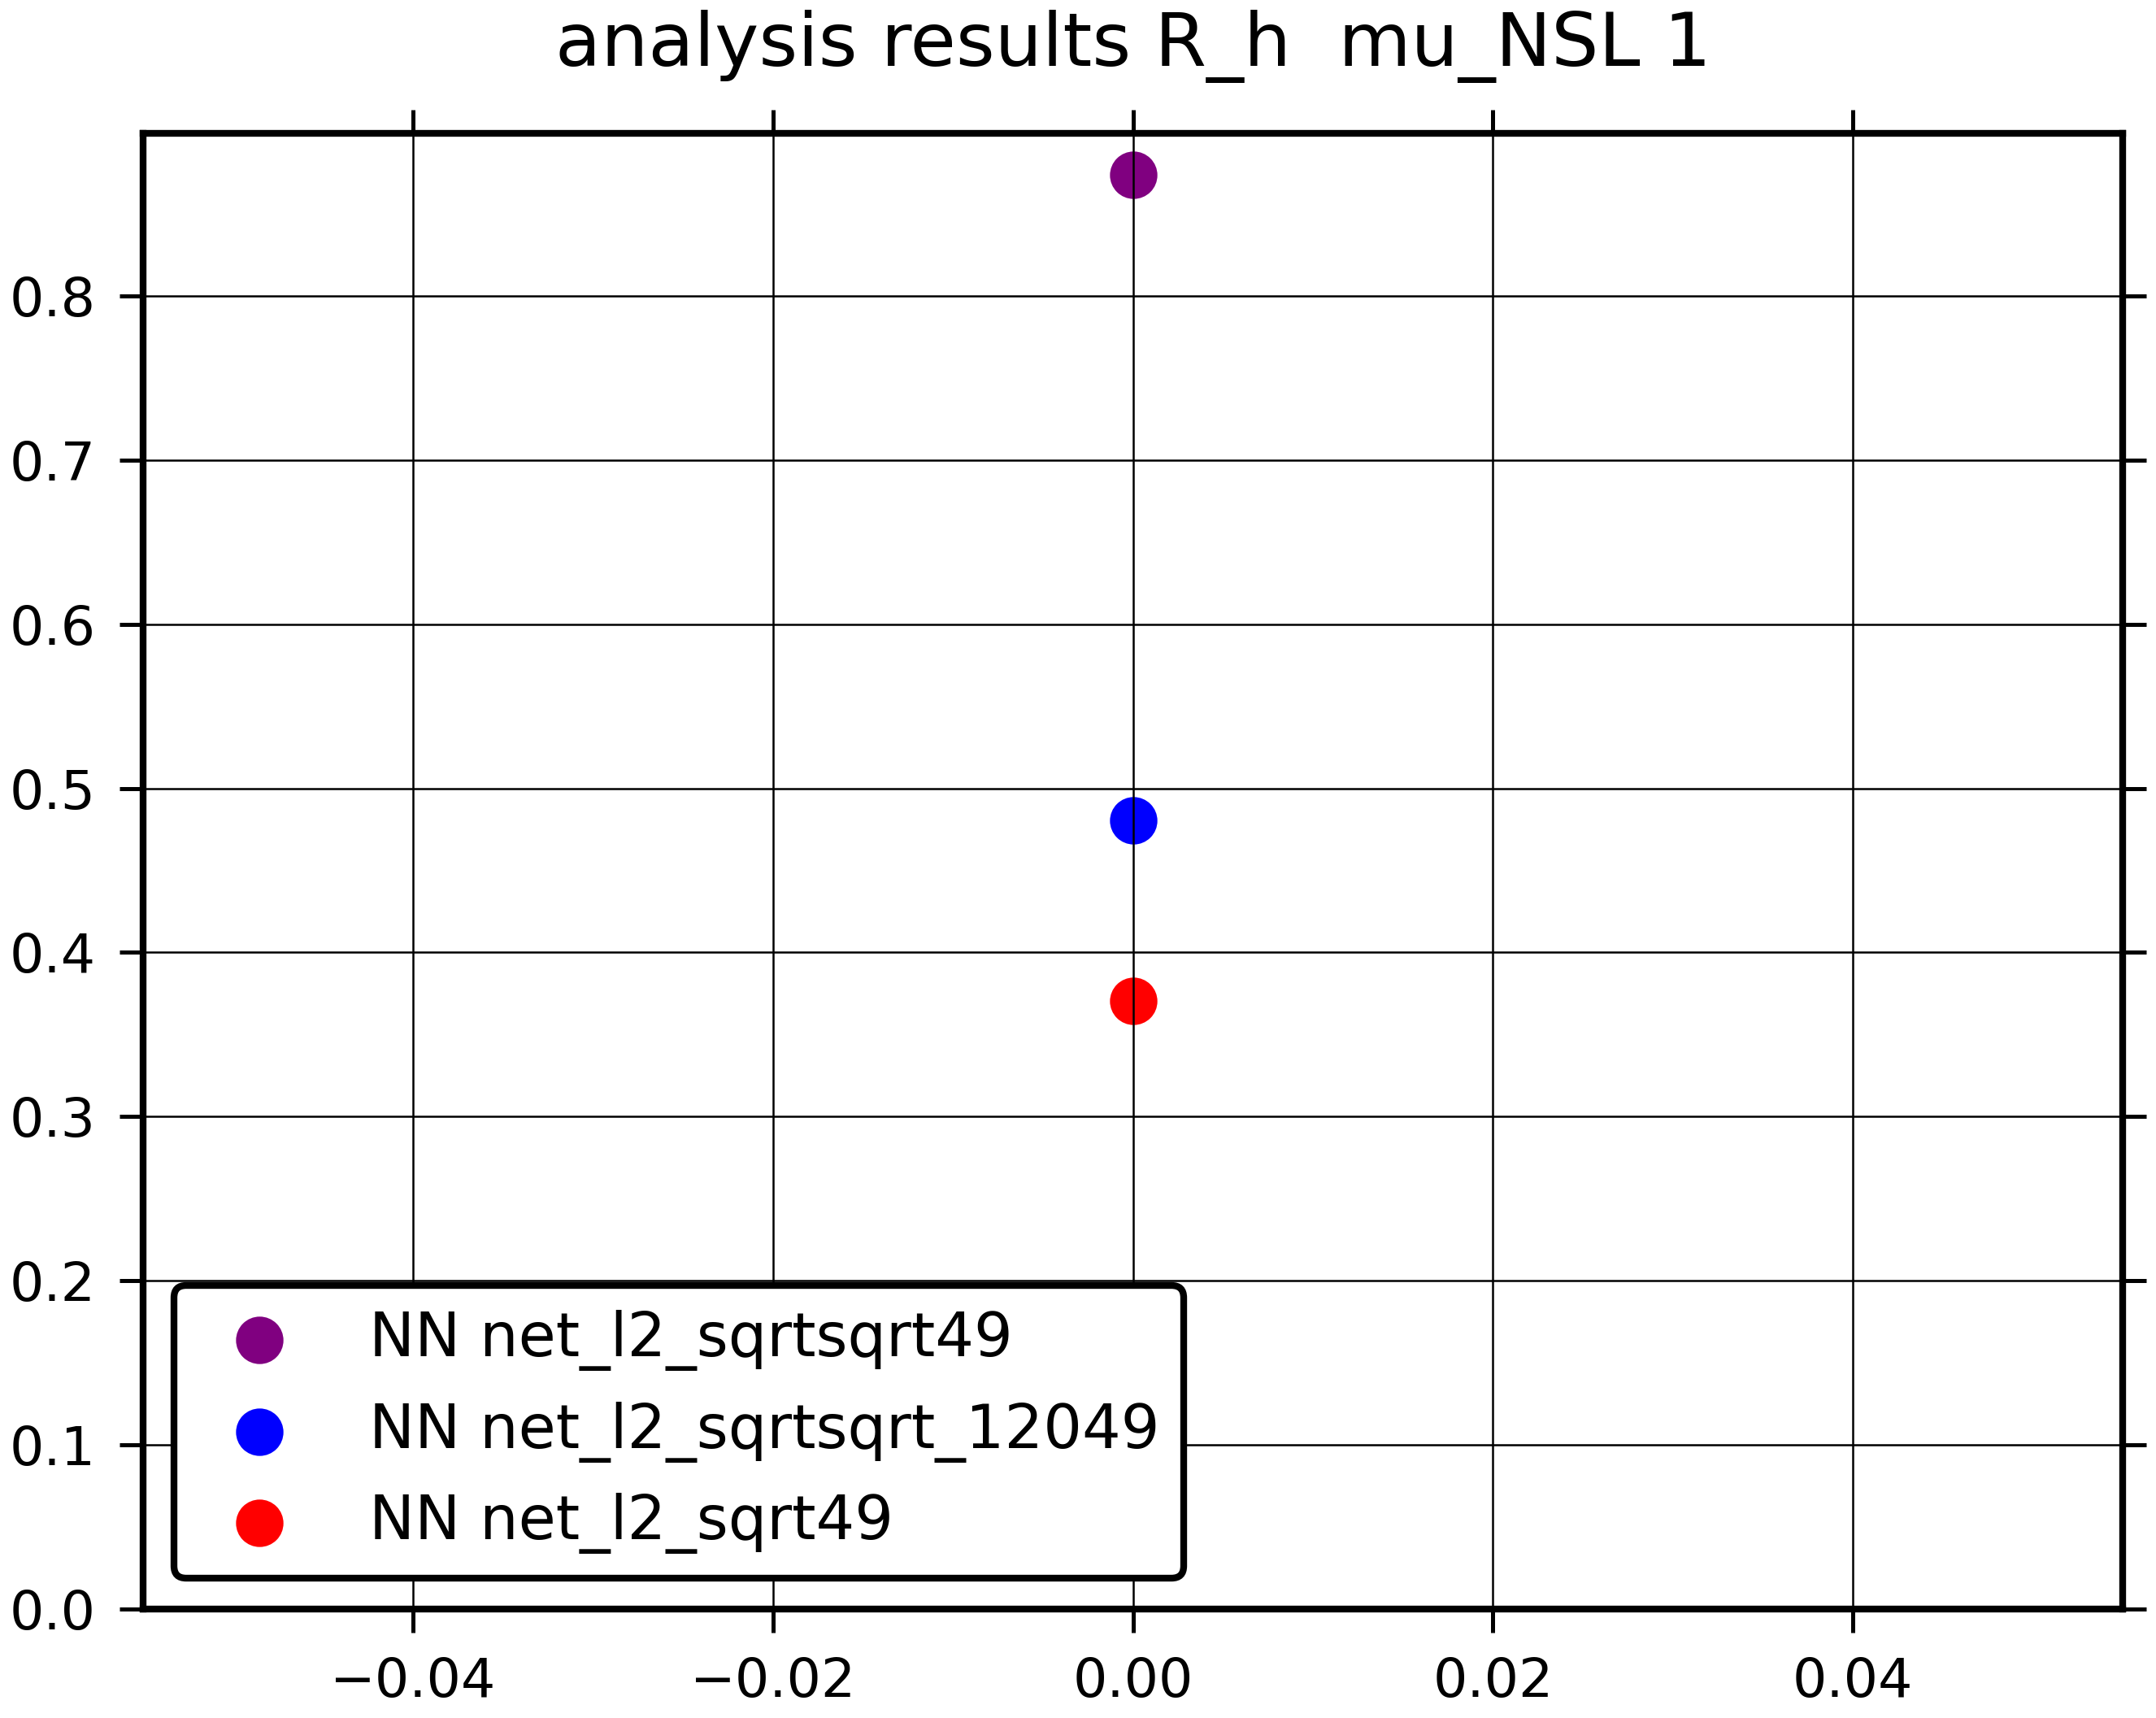 analysis results R_h  mu_NSL 1
0.8
0.7
0.6
0.5
0.4
0.3
0.2
0.1
0.0
NN net_l2_sqrtsqrt49
NN net_l2_sqrtsqrt_12049
NN net_l2_sqrt49
−0.04 −0.02 0.00 0.02 0.04